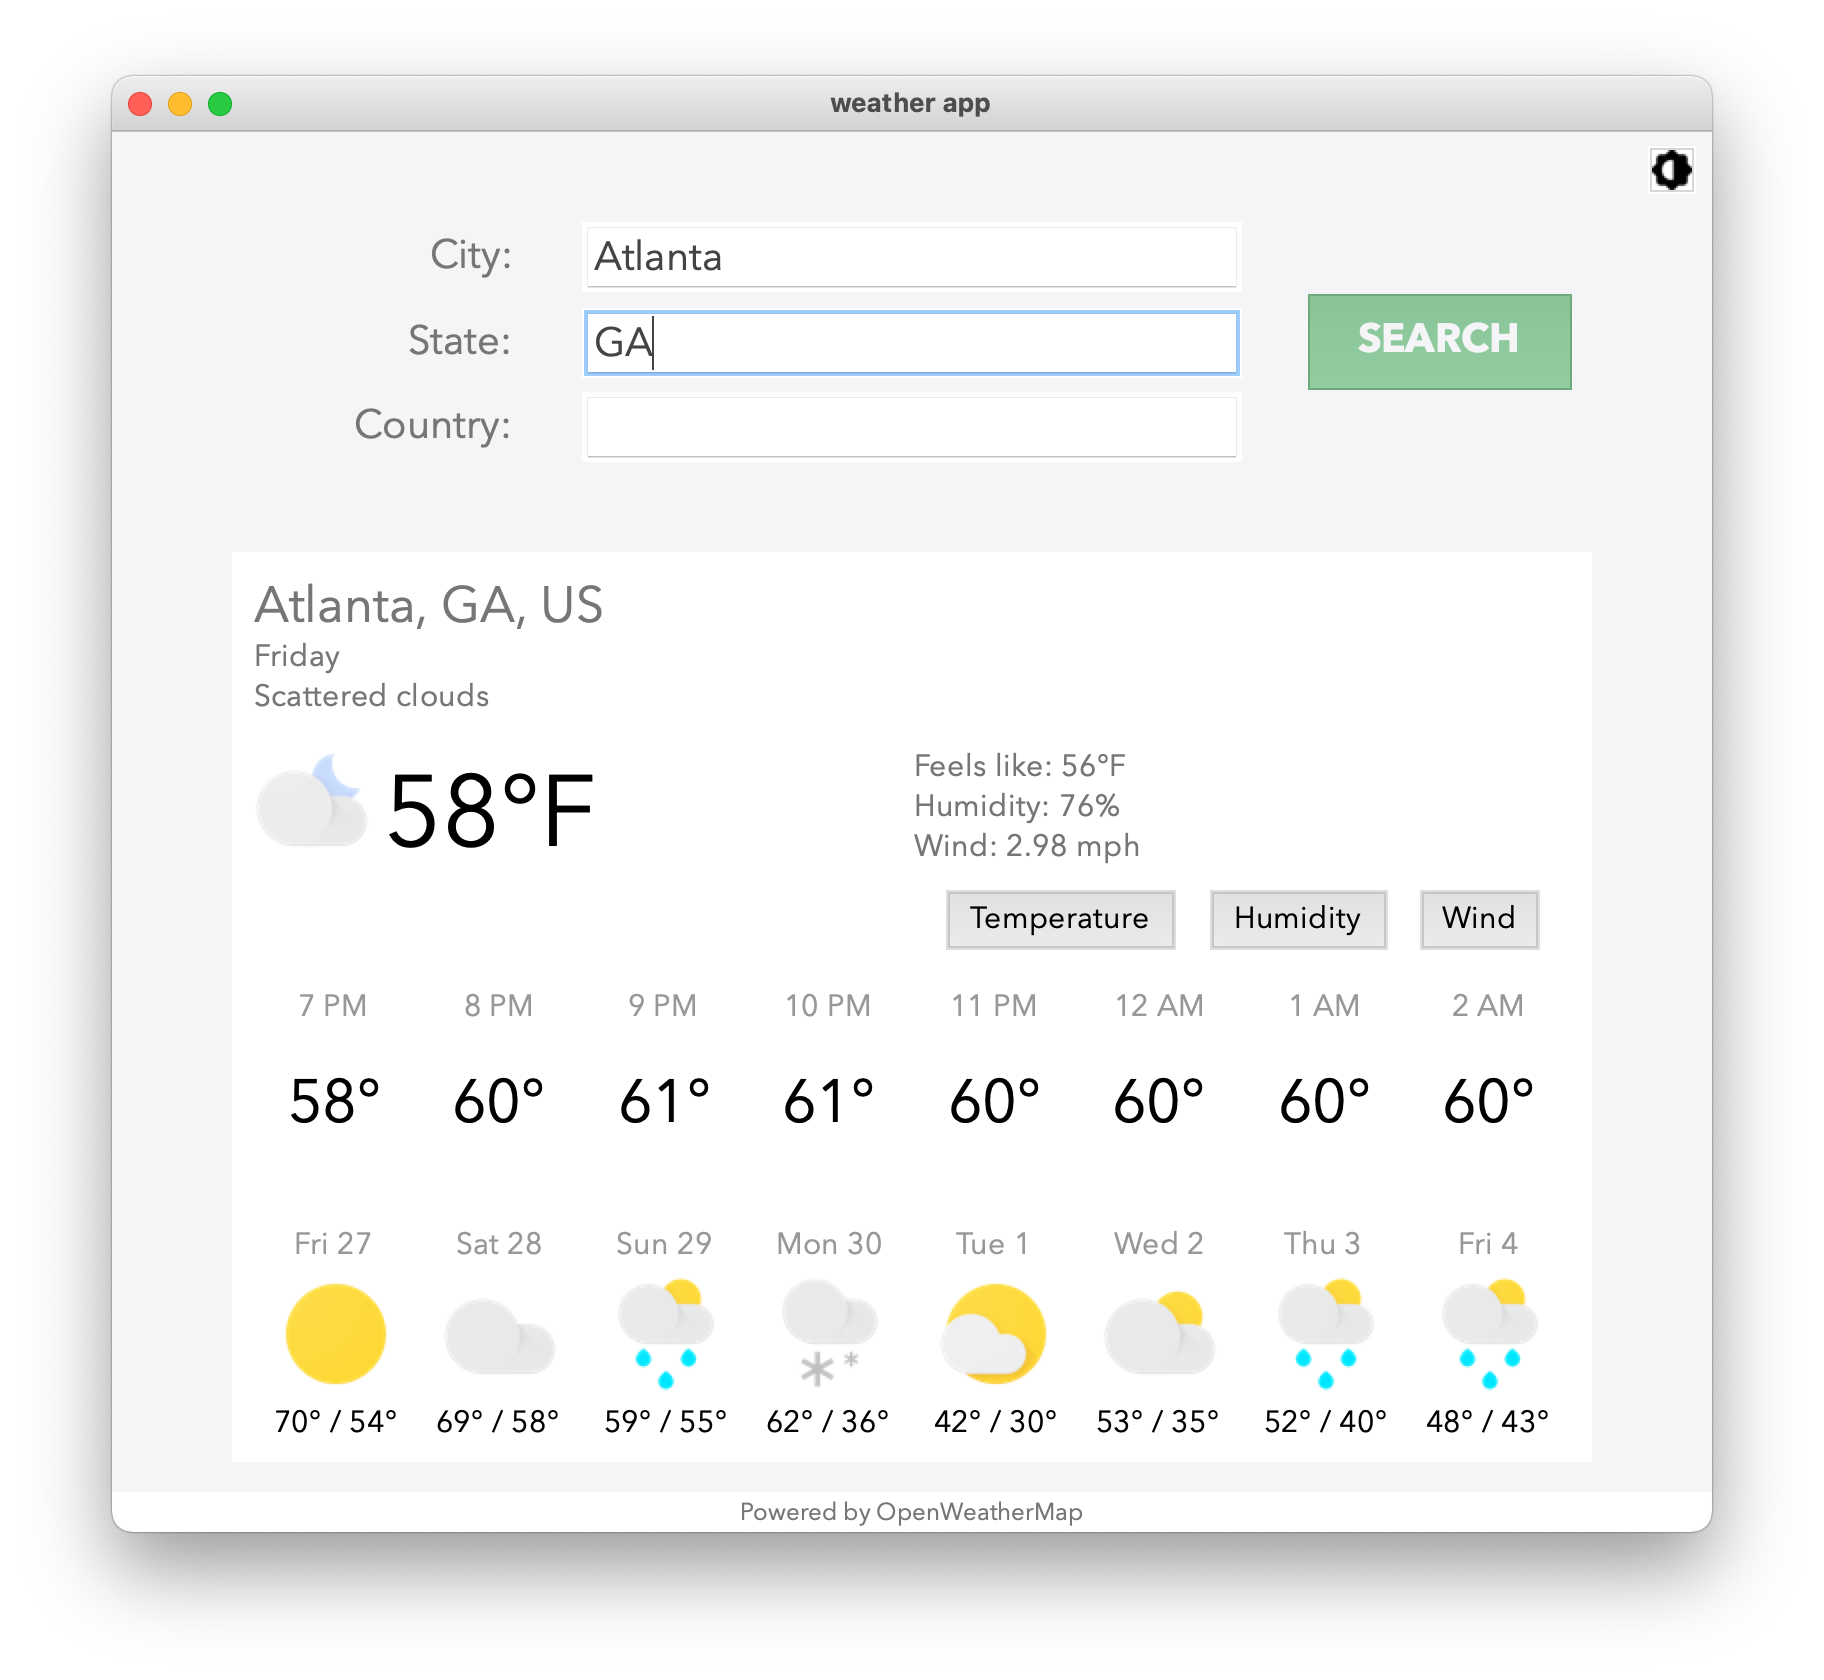 weather app
City: Atlanta
State: GA
SEARCH
Country:
Atlanta, GA, US
Friday
Scattered clouds
58°F
Feels like: 56°F
Humidity: 76%
Wind: 2.98 mph
Temperature Humidity Wind
7 PM 8 PM 9 PM 10 PM 11 PM 12 AM 1 AM 2 AM
58° 60° 61° 61° 60° 60° 60° 60°
Fri 27 Sat 28 Sun 29 Mon 30 Tue 1 Wed 2 Thu 3 Fri 4
70° / 54° 69° / 58° 59° / 55° 62° / 36° 42° / 30° 53° / 35° 52° / 40° 48° / 43°
Powered by OpenWeatherMap